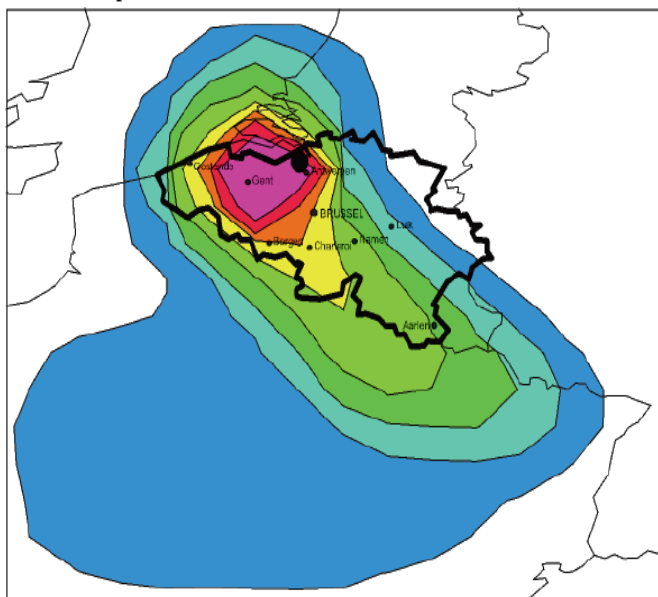 Oostende
Antwerpen
Gent
BRUSSEL
Luik
Bergen
Charleroi
Namen
Aarlen